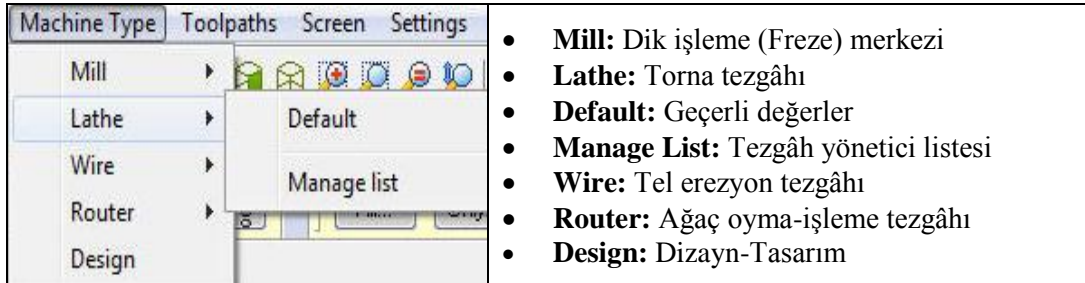 Machine Type Toolpaths Screen Settings
Mill
Lathe
Default
Wire
Manage list
Router
Design
• Mill: Dik işleme (Freze) merkezi
• Lathe: Torna tezgâhı
• Default: Geçerli değerler
• Manage List: Tezgâh yönetici listesi
• Wire: Tel erezyon tezgâhı
• Router: Ağaç oyma-işleme tezgâhı
• Design: Dizayn-Tasarım